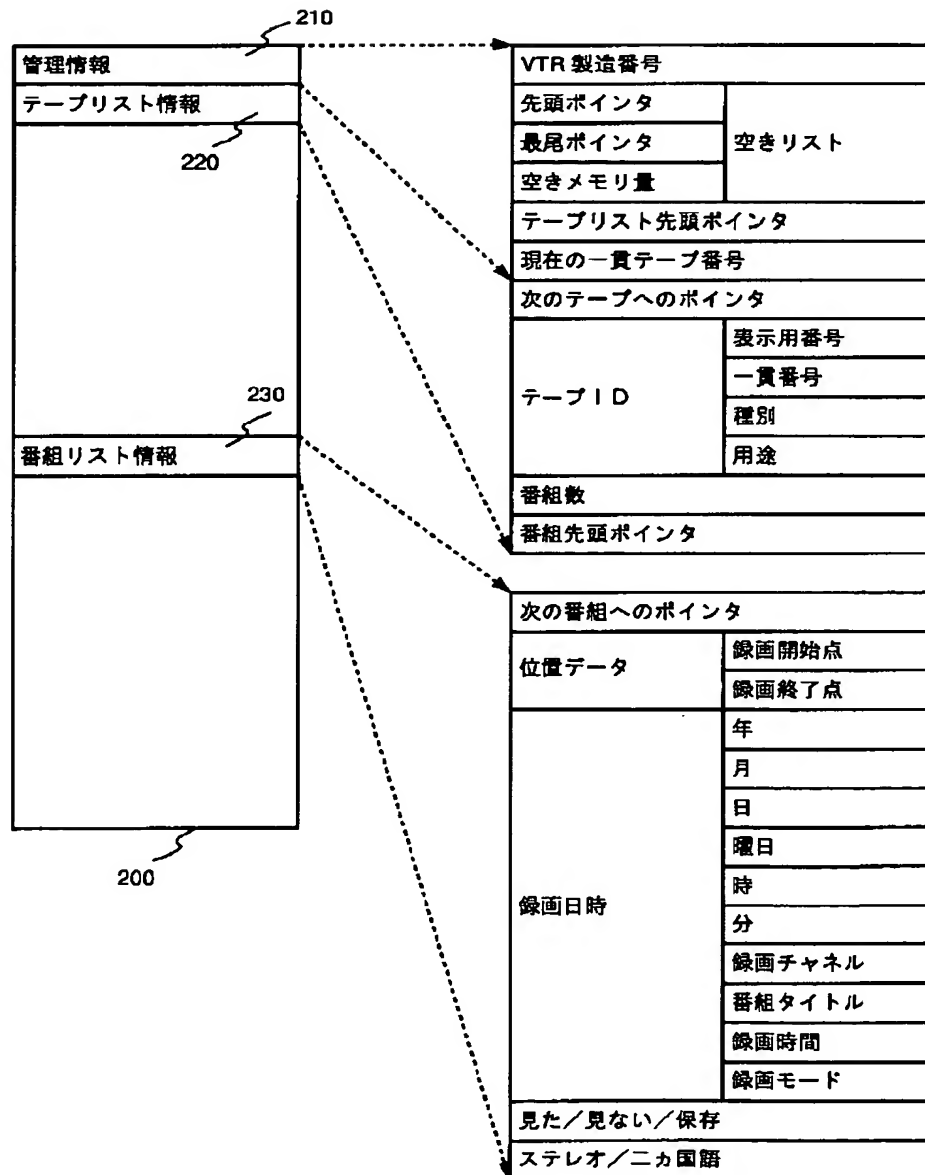 210
管理情報
テープリスト情報
220
230
番組リスト情報
200
VTR 製造番号
先頭ポインタ
最尾ポインタ
空きメモリ量
空きリスト
テープリスト先頭ポインタ
現在の一貫テープ番号
次のテープへのポインタ
テープID
表示用番号
一貫番号
種別
用途
番組数
番組先頭ポインタ
次の番組へのポインタ
位置データ
録画開始点
録画終了点
録画日時
年
月
日
曜日
時
分
録画チャネル
番組タイトル
録画時間
録画モード
見た/見ない/保存
ステレオ/二ヵ国語